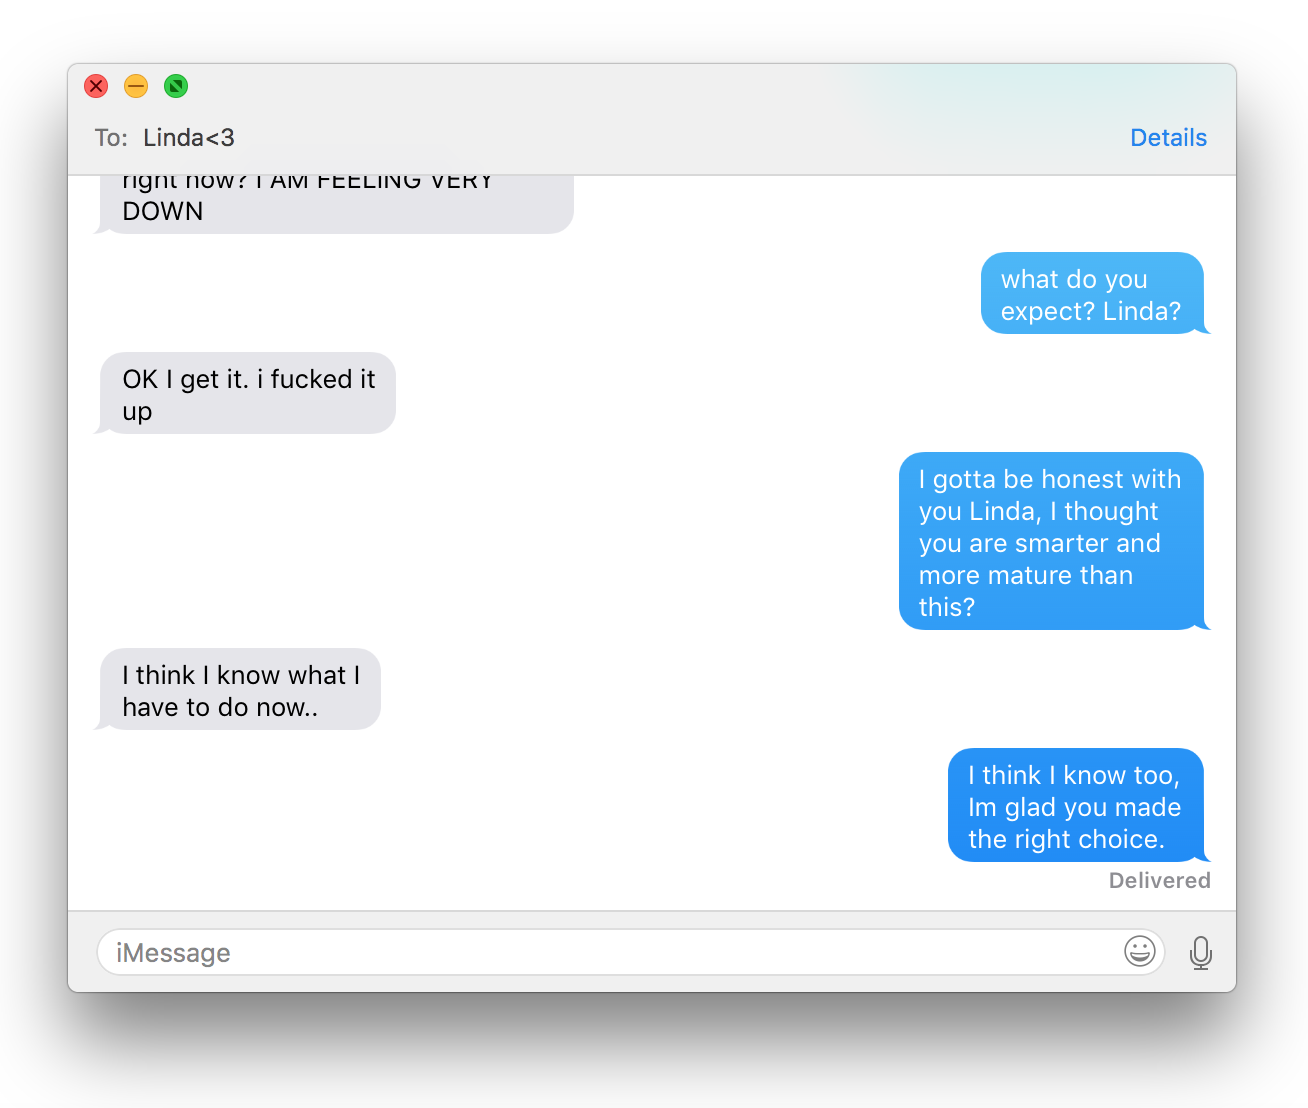 To: Linda<3
Details
right now? I AM FEELING VERY
DOWN
what do you
expect? Linda?
OK I get it. i fucked it
up
I gotta be honest with
you Linda, I thought
you are smarter and
more mature than
this?
I think I know what I
have to do now..
I think I know too,
Im glad you made
the right choice.
Delivered
iMessage